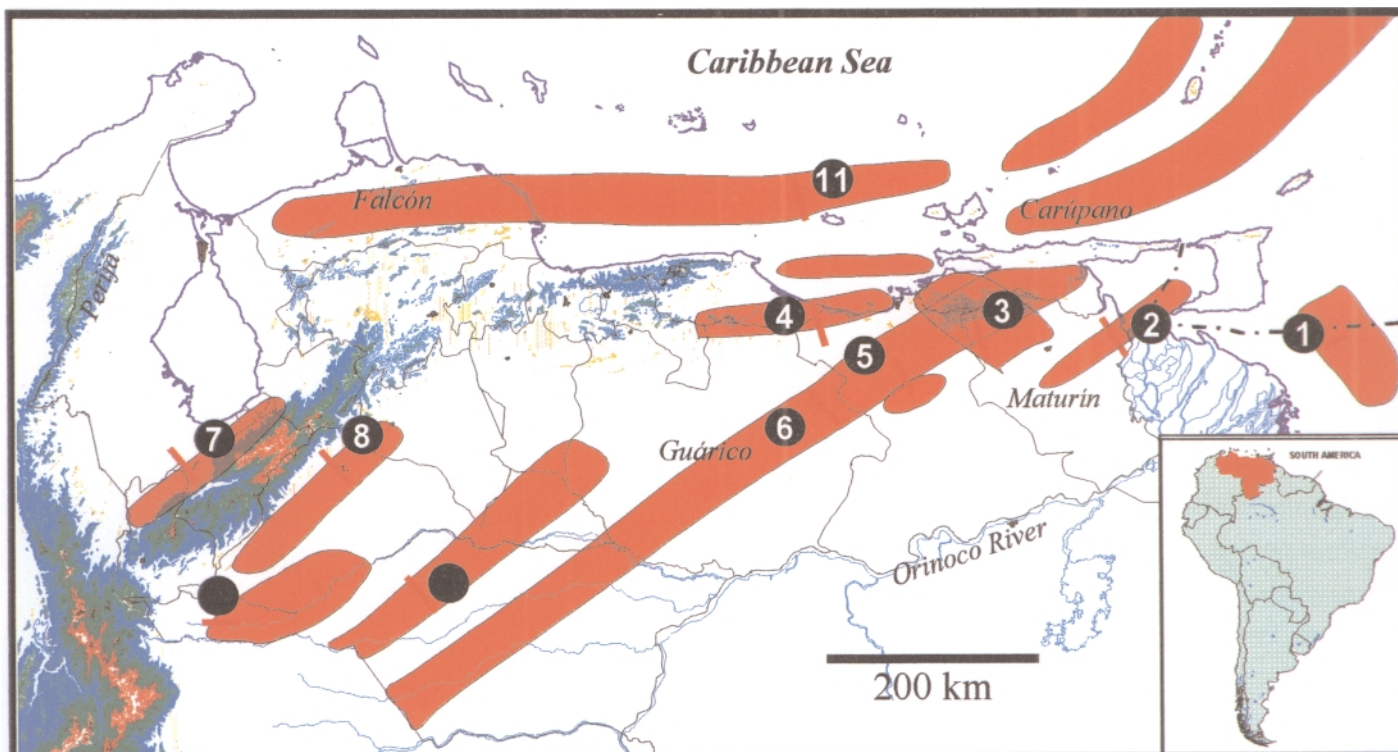 Caribbean Sea
11
Falcón
Carúpano
Perijá
4
3
2
1
5
Maturín
7
8
6
Guárico
SOUTH AMERICA
Orinoco River
200 km